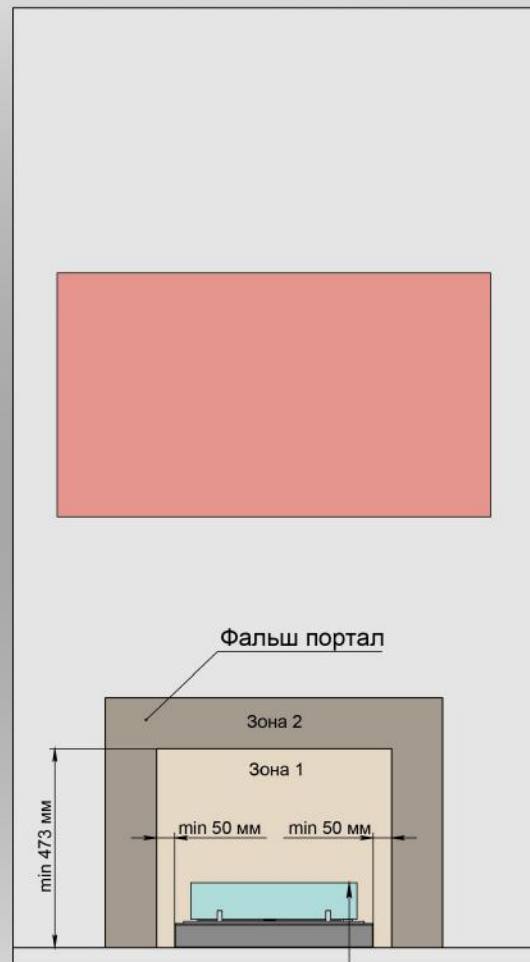 Фальш портал
Зона 2
Зона 1
min 50 мм min 50 мм
min 473 мм